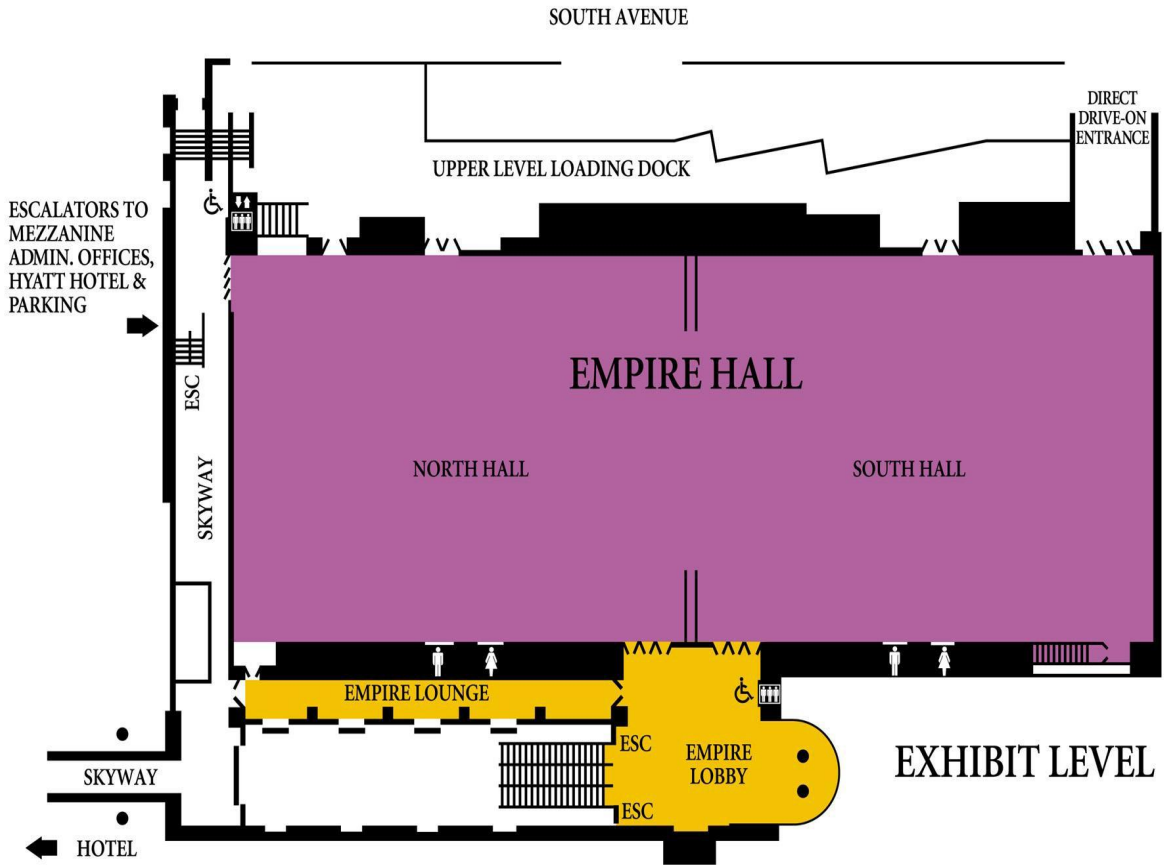 SOUTH AVENUE
DIRECT
DRIVE-ON
ENTRANCE
UPPER LEVEL LOADING DOCK
ESCALATORS TO
MEZZANINE
ADMIN. OFFICES,
HYATT HOTEL &
PARKING
EMPIRE HALL
ESC
NORTH HALL
SOUTH HALL
SKYWAY
EMPIRE LOUNGE
ESC
EMPIRE
LOBBY
EXHIBIT LEVEL
SKYWAY
ESC
HOTEL